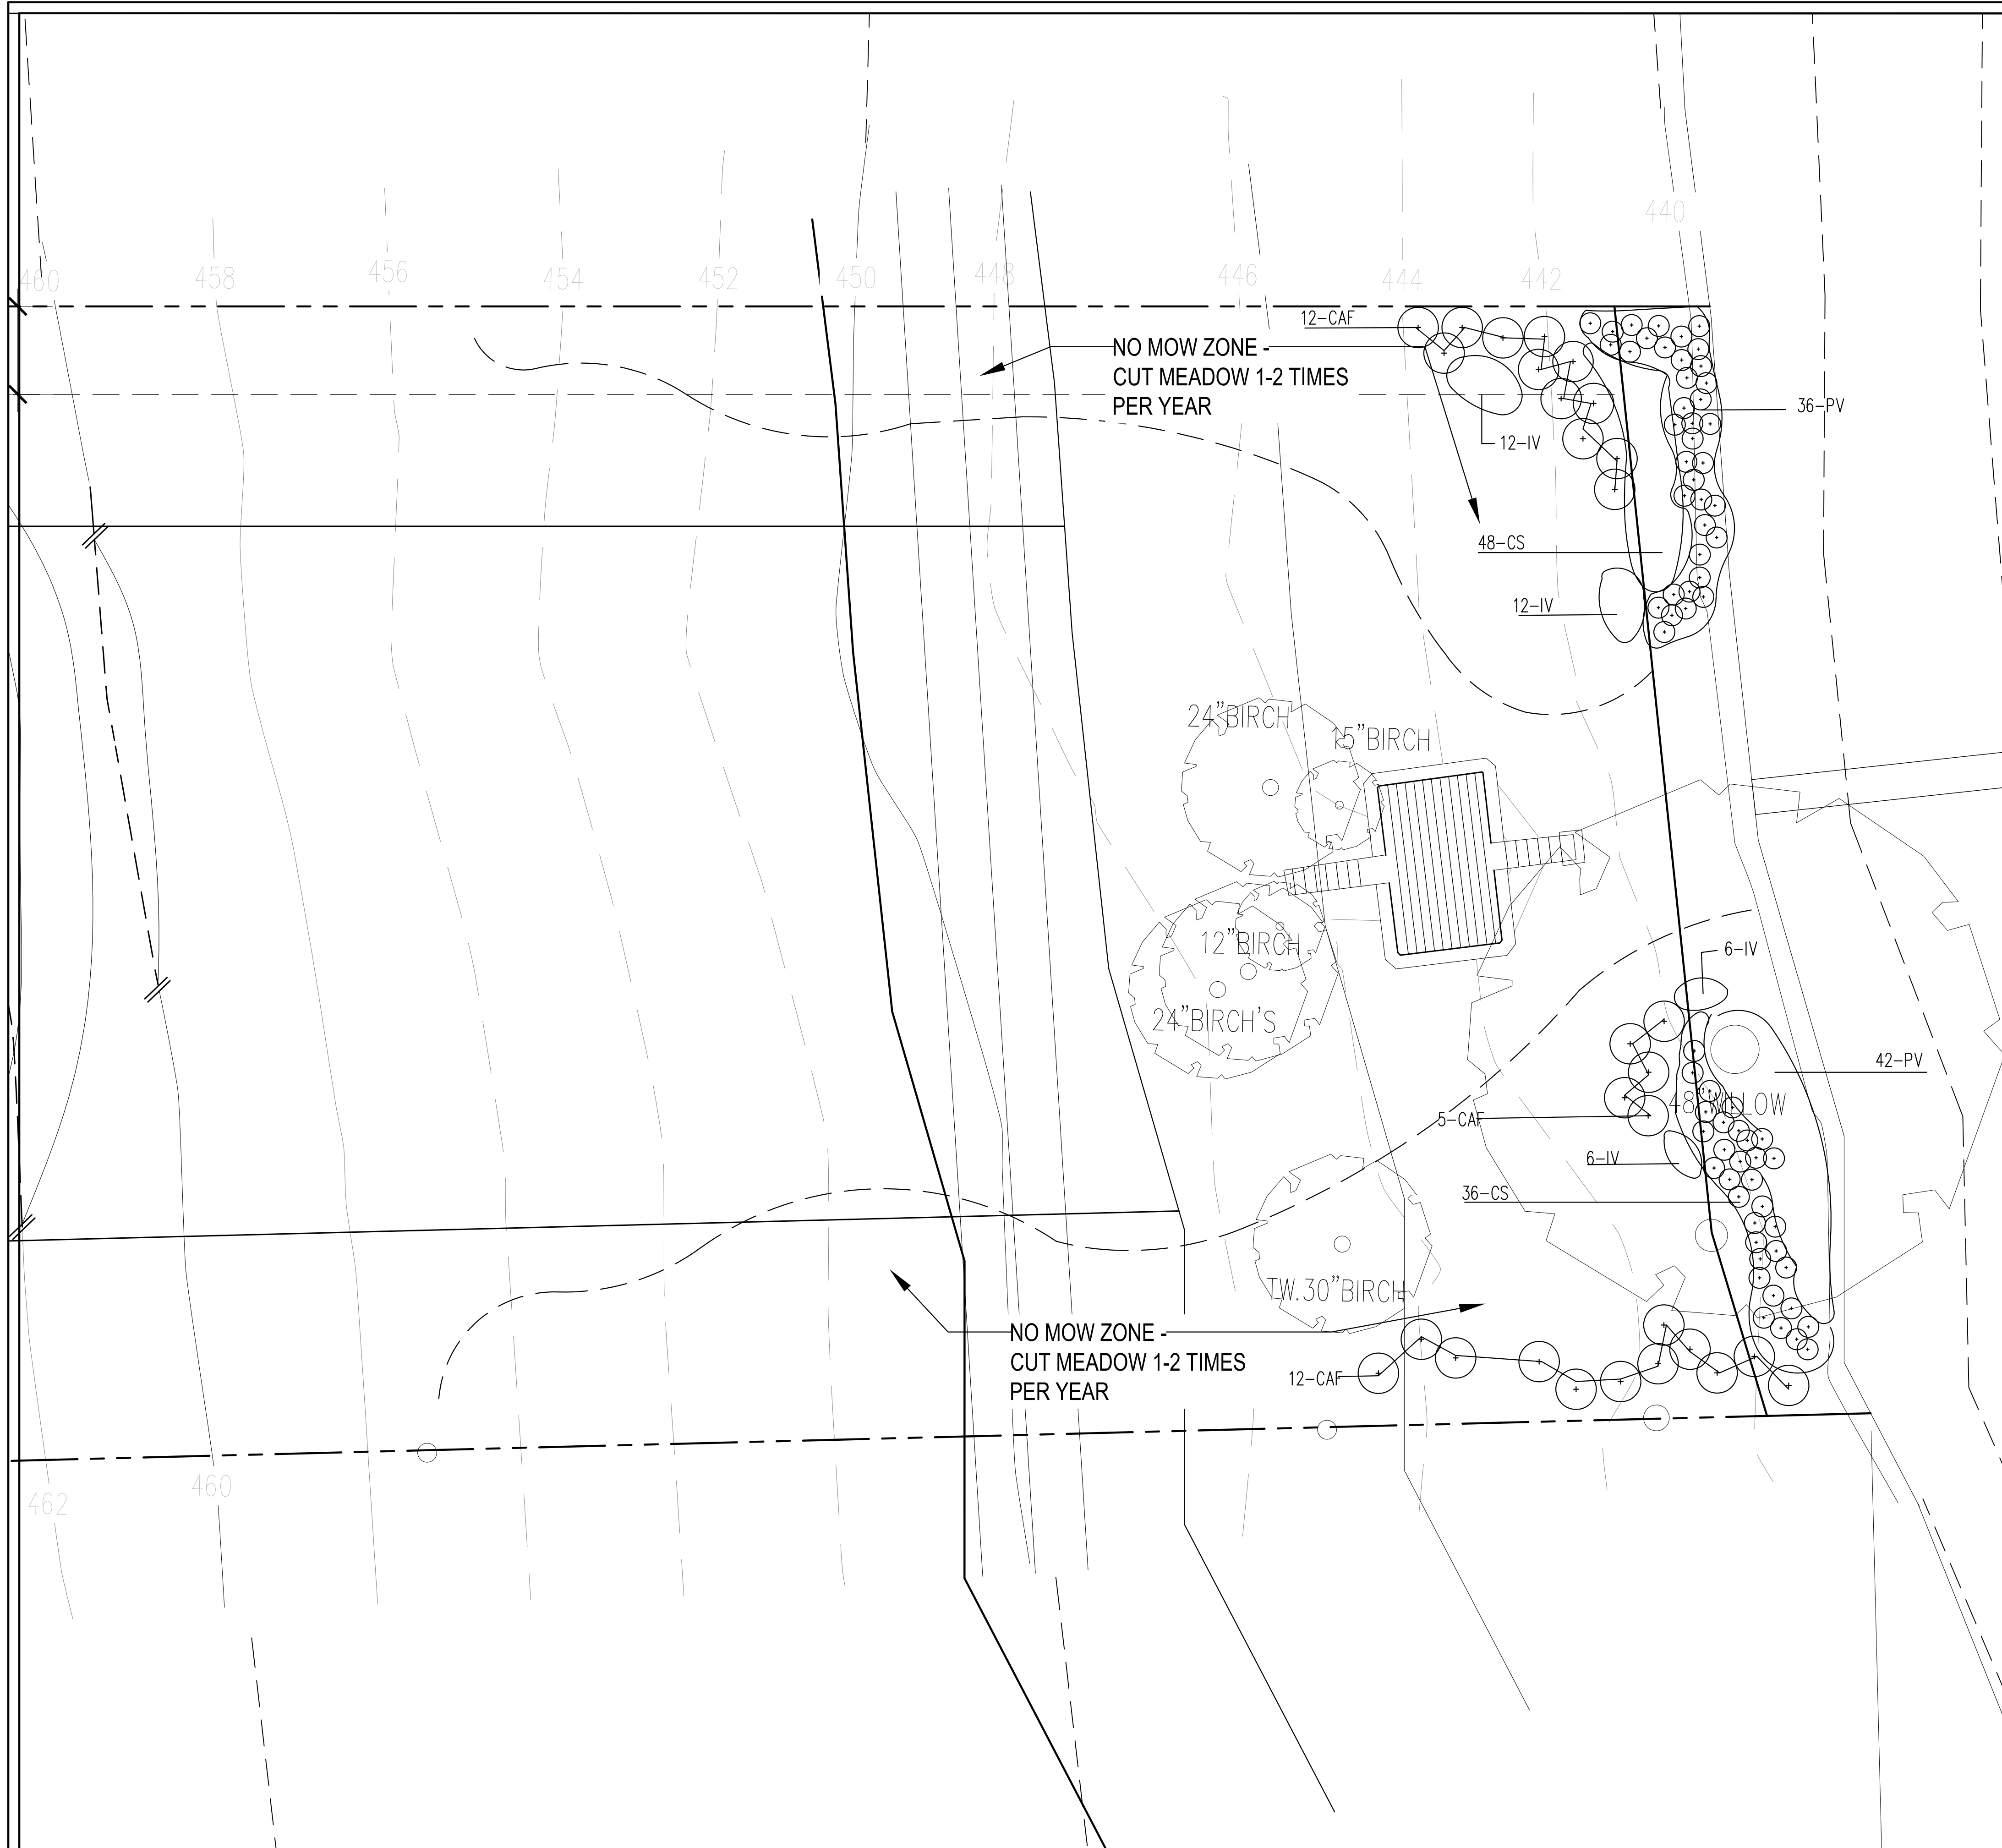 440
460
458
456
454
452
450
448
446
444
442
12-CAF
NO MOW ZONE -
CUT MEADOW 1-2 TIMES
PER YEAR
36-PV
12-IV
48-CS
12-IV
24"BIRCH
15"BIRCH
12"BIRCH
6-IV
24"BIRCH'S
42-PV
48"WILLOW
5-CAF
6-IV
36-CS
TW.30"BIRCH
NO MOW ZONE -
CUT MEADOW 1-2 TIMES
PER YEAR
12-CAF
460
462